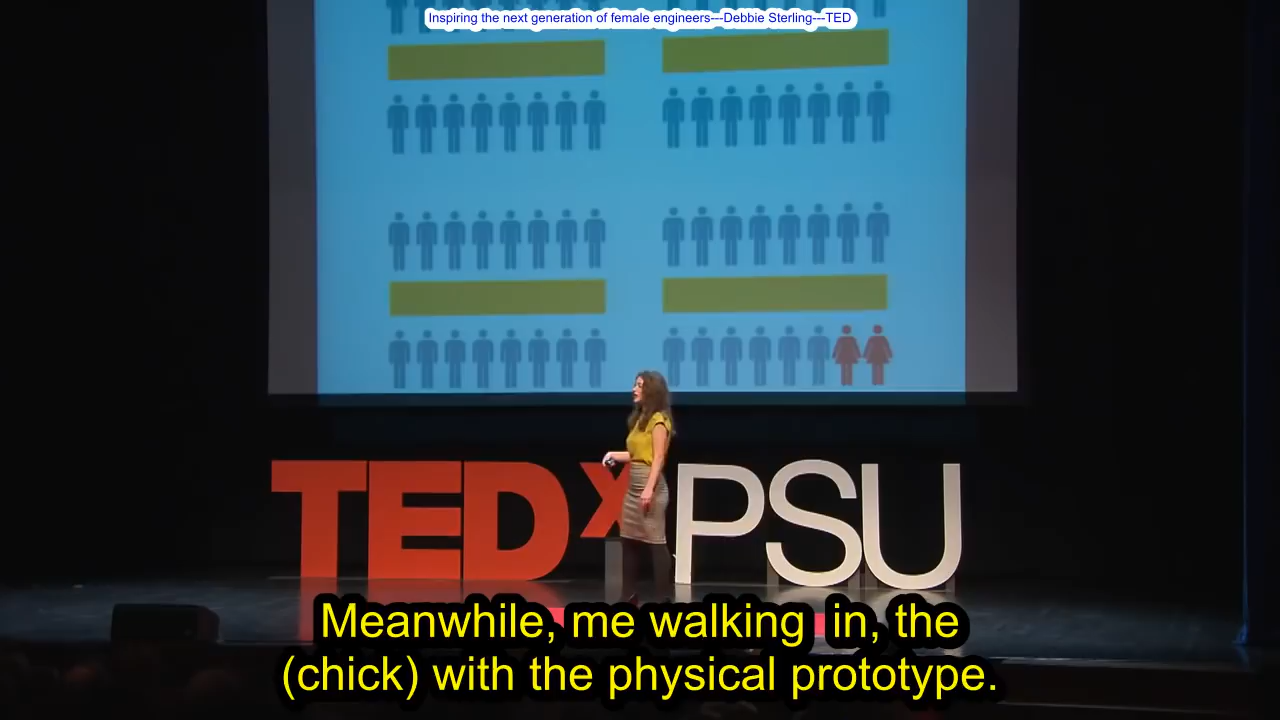 Inspiring the next generation of female engineers---Debbie Sterling---TED
TEDxPSU
Meanwhile, me walking  in, the
(chick) with the physical prototype.